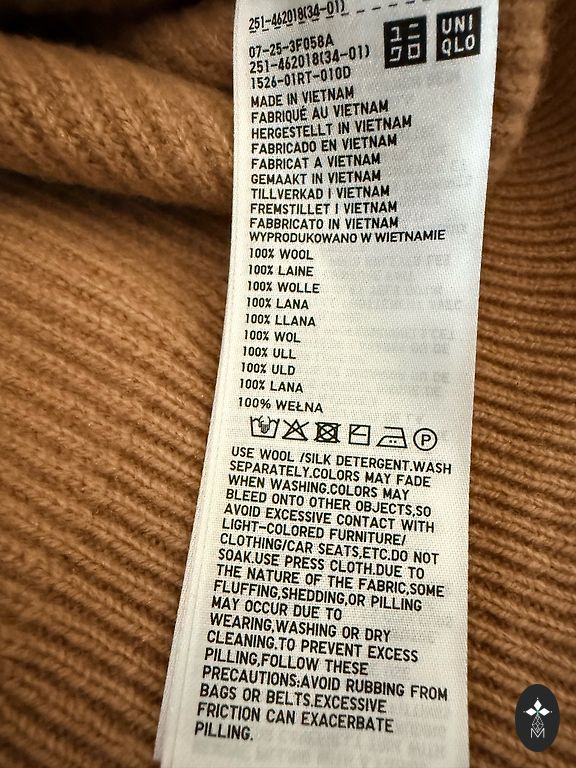 251-462018(34-01)
ユニ
クロ
UNI
QLO
07-25-3F058A
251-462018(34-01)
1526-01RT-010D
MADE IN VIETNAM
FABRIQUÉ AU VIETNAM
HERGESTELLT IN VIETNAM
FABRICADO EN VIETNAM
FABRICAT A VIETNAM
GEMAAKT IN VIETNAM
TILLVERKAD I VIETNAM
FREMSTILLET I VIETNAM
FABBRICATO IN VIETNAM
WYPRODUKOWANO W WIETNAMIE
100% WOOL
100% LAINE
100% WOLLE
100% LANA
100% LLANA
100% WOL
100% ULL
100% ULD
100% LANA
100% WEŁNA
P
USE WOOL /SILK DETERGENT.WASH
SEPARATELY.COLORS MAY FADE
WHEN WASHING.COLORS MAY
BLEED ONTO OTHER OBJECTS,SO
AVOID EXCESSIVE CONTACT WITH
LIGHT-COLORED FURNITURE/
CLOTHING/CAR SEATS,ETC.DO NOT
SOAK.USE PRESS CLOTH.DUE TO
THE NATURE OF THE FABRIC,SOME
FLUFFING,SHEDDING,OR PILLING
MAY OCCUR DUE TO
WEARING,WASHING OR DRY
CLEANING.TO PREVENT EXCESS
PILLING,FOLLOW THESE
PRECAUTIONS:AVOID RUBBING FROM
BAGS OR BELTS.EXCESSIVE
FRICTION CAN EXACERBATE
PILLING.
M